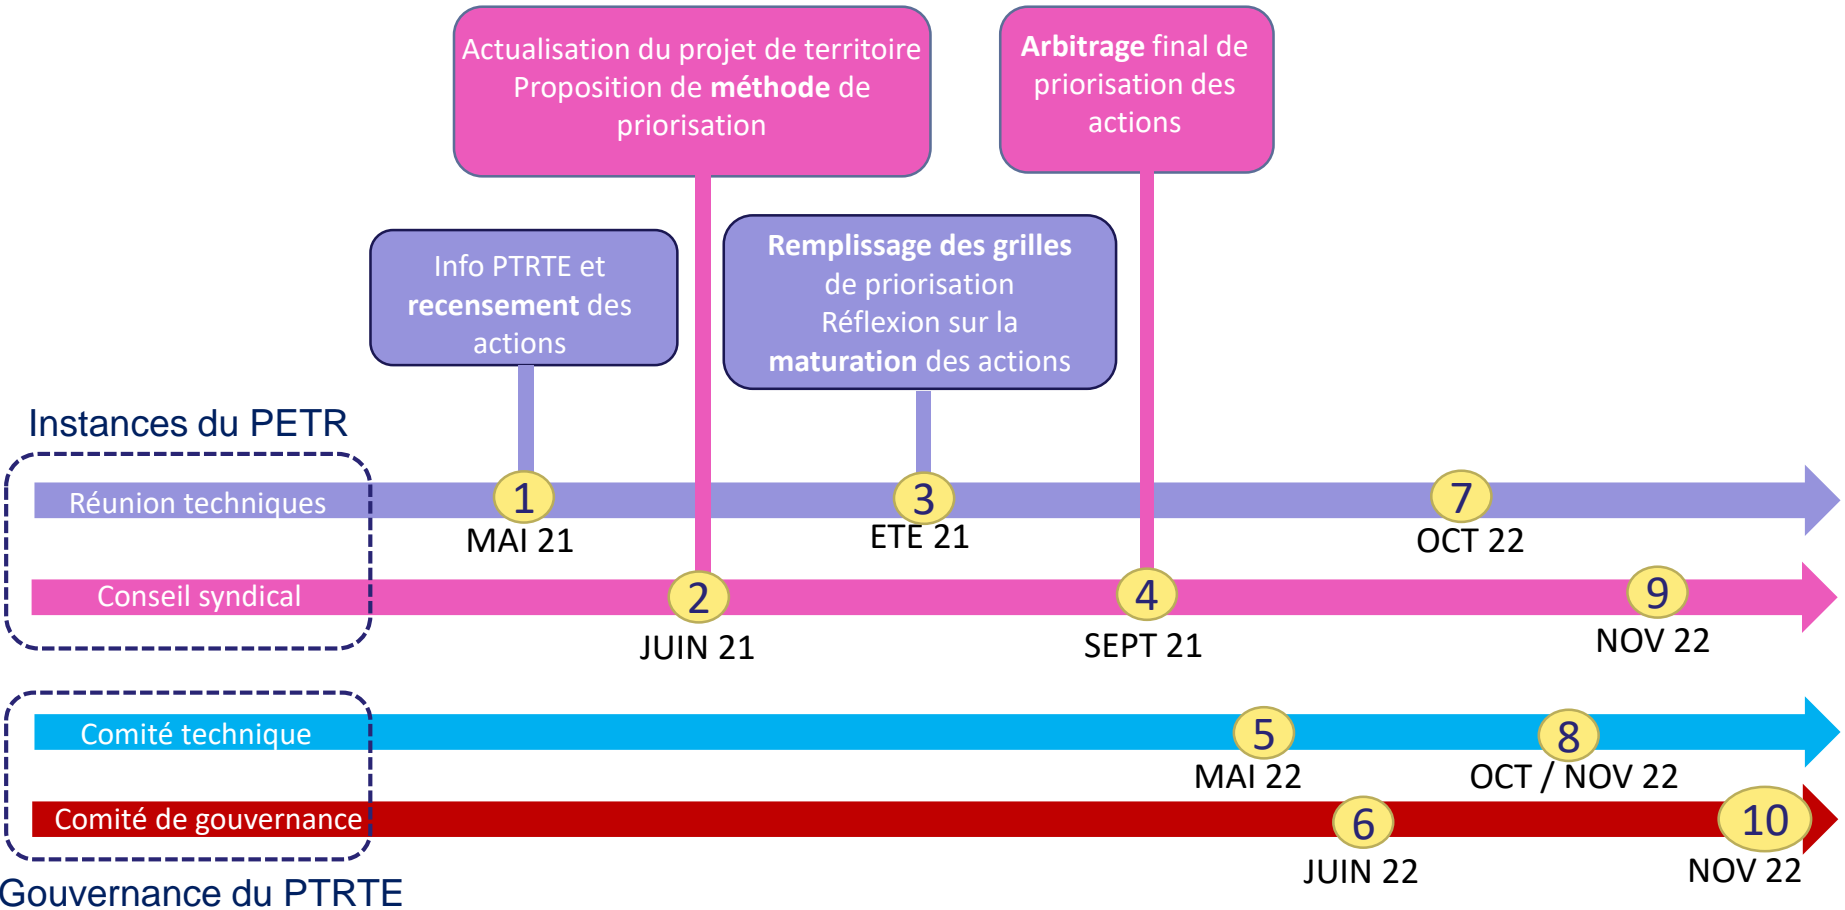 Actualisation du projet de territoire
Proposition de méthode de
priorisation
Arbitrage final de
priorisation des
actions
Info PTRTE et
recensement des
actions
Remplissage des grilles
de priorisation
Réflexion sur la
maturation des actions
Instances du PETR
Réunion techniques
1
MAI 21
3
ETE 21
7
OCT 22
Conseil syndical
2
JUIN 21
4
SEPT 21
9
NOV 22
Comité technique
5
MAI 22
8
OCT / NOV 22
Comité de gouvernance
6
JUIN 22
10
NOV 22
Gouvernance du PTRTE